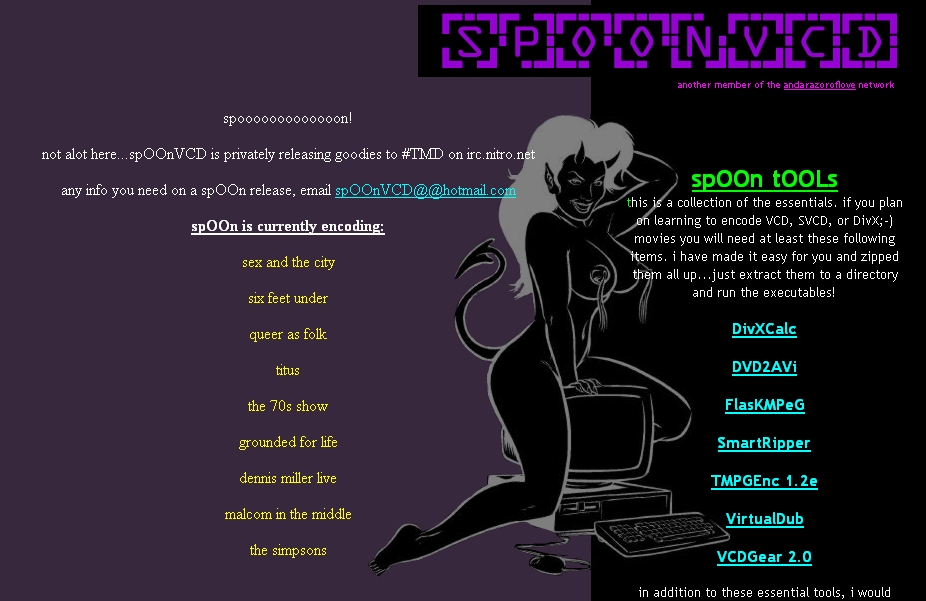 SPOONVCD
another member of the andarazoroflove network
spooooooooooooon!
not alot here...spOOnVCD is privately releasing goodies to #TMD on irc.nitro.net
any info you need on a spOOn release, email spOOnVCD@@hotmail.com
spOOn is currently encoding:
sex and the city
six feet under
queer as folk
titus
the 70s show
grounded for life
dennis miller live
malcom in the middle
the simpsons
spOOn tOOLs
this is a collection of the essentials. if you plan
on learning to encode VCD, SVCD, or DivX;-)
movies you will need at least these following
items. i have made it easy for you and zipped
them all up...just extract them to a directory
and run the executables!
DivXCalc
DVD2AVi
FlasKMPeG
SmartRipper
TMPGEnc 1.2e
VirtualDub
VCDGear 2.0
in addition to these essential tools, i would